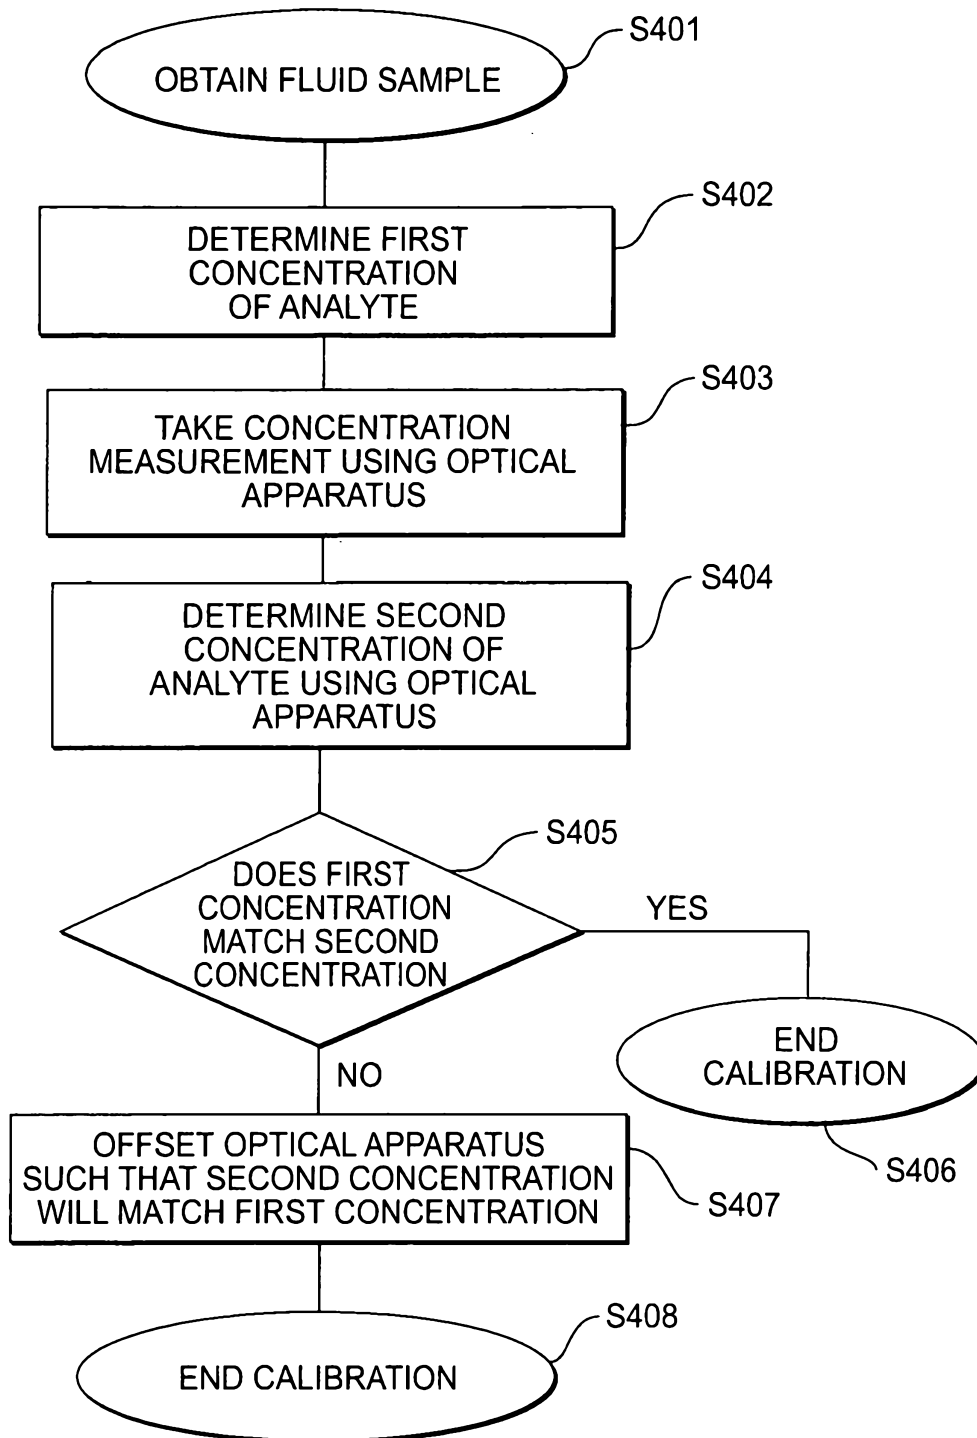 S401
OBTAIN FLUID SAMPLE
S402
DETERMINE FIRST
CONCENTRATION
OF ANALYTE
S403
TAKE CONCENTRATION
MEASUREMENT USING OPTICAL
APPARATUS
S404
DETERMINE SECOND
CONCENTRATION OF
ANALYTE USING OPTICAL
APPARATUS
S405
DOES FIRST
CONCENTRATION
MATCH SECOND
CONCENTRATION
YES
END
CALIBRATION
S406
NO
OFFSET OPTICAL APPARATUS
SUCH THAT SECOND CONCENTRATION
WILL MATCH FIRST CONCENTRATION
S407
S408
END CALIBRATION